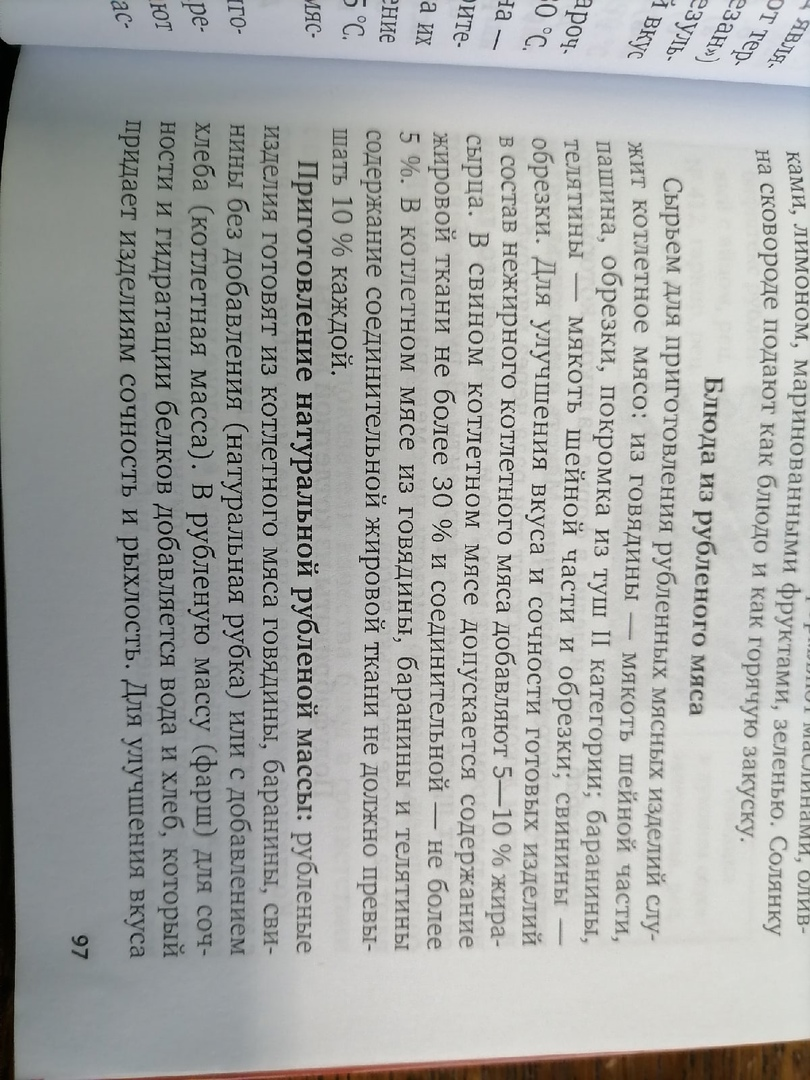 маслинами, олив-
ками, лимоном, маринованными фруктами, зеленью. Солянку
на сковороде подают как блюдо и как горячую закуску.
Блюда из рубленого мяса
Сырьем для приготовления рубленных мясных изделий слу-
жит котлетное мясо: из говядины — мякоть шейной части,
пашина, обрезки, покромка из туш II категории; баранины,
телятины — мякоть шейной части и обрезки; свинины —
обрезки. Для улучшения вкуса и сочности готовых изделий
в состав нежирного котлетного мяса добавляют 5—10 % жира-
сырца. В свином котлетном мясе допускается содержание
жировой ткани не более 30 % и соединительной — не более
5 %. В котлетном мясе из говядины, баранины и телятины
содержание соединительной жировой ткани не должно превы-
шать 10 % каждой.
Приготовление натуральной рубленой массы: рубленые
изделия готовят из котлетного мяса говядины, баранины, сви-
нины без добавления (натуральная рубка) или с добавлением
хлеба (котлетная масса). В рубленую массу (фарш) для соч-
ности и гидратации белков добавляется вода и хлеб, который
придает изделиям сочность и рыхлость. Для улучшения вкуса
97